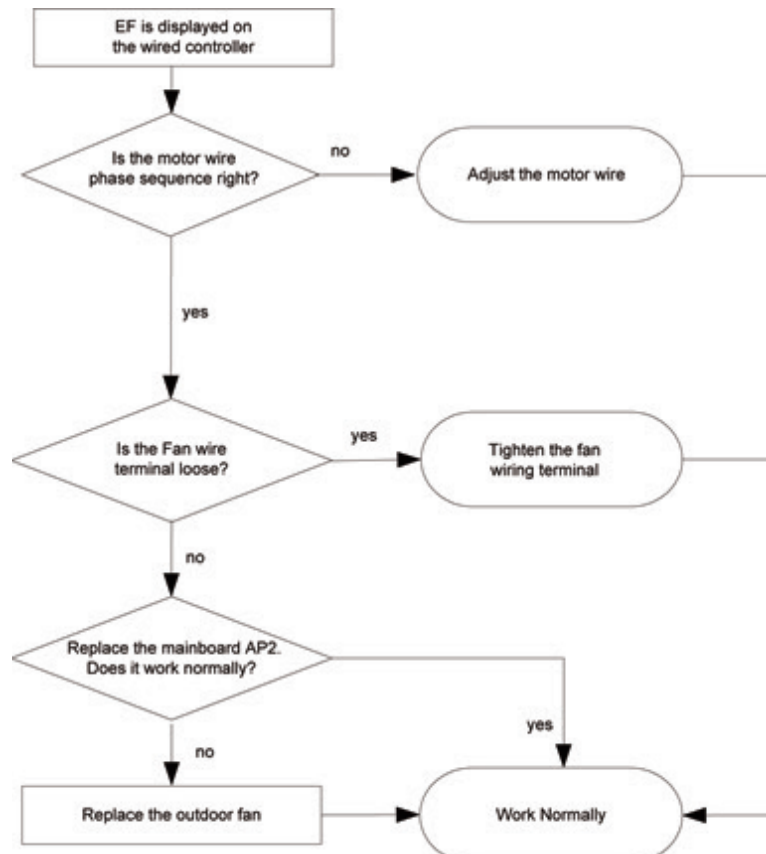 EF is displayed on
the wired controller
Is the motor wire
phase sequence right?
no
Adjust the motor wire
yes
Is the Fan wire
terminal loose?
yes
Tighten the fan
wiring terminal
no
Replace the mainboard AP2.
Does it work normally?
yes
no
Replace the outdoor fan
Work Normally